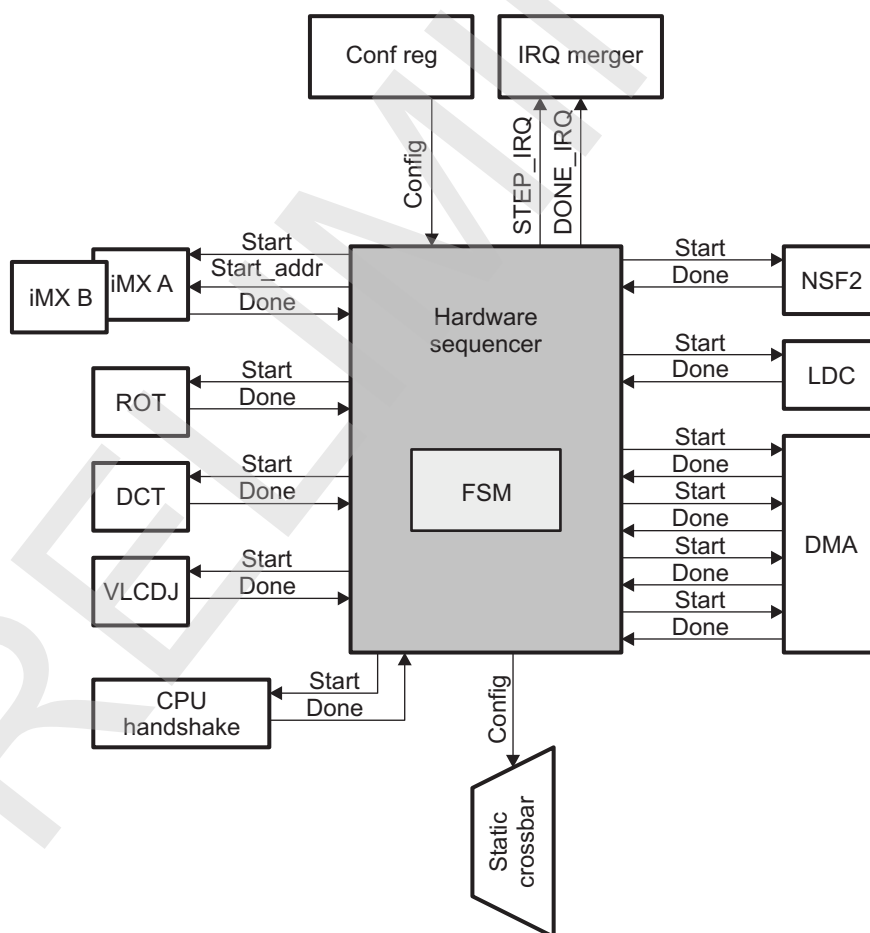 Conf reg
IRQ merger
Config
STEP_IRQ
DONE_IRQ
Start
Start_addr
Done
iMX A
iMX B
Start
Done
NSF2
Hardware
sequencer
Start
Done
LDC
Start
Done
ROT
FSM
Start
Done
DCT
Start
Done
Start
Done
Start
Done
Start
Done
DMA
Start
Done
VLCDJ
Start
Done
CPU
handshake
Config
Static
crossbar
PRELIMI